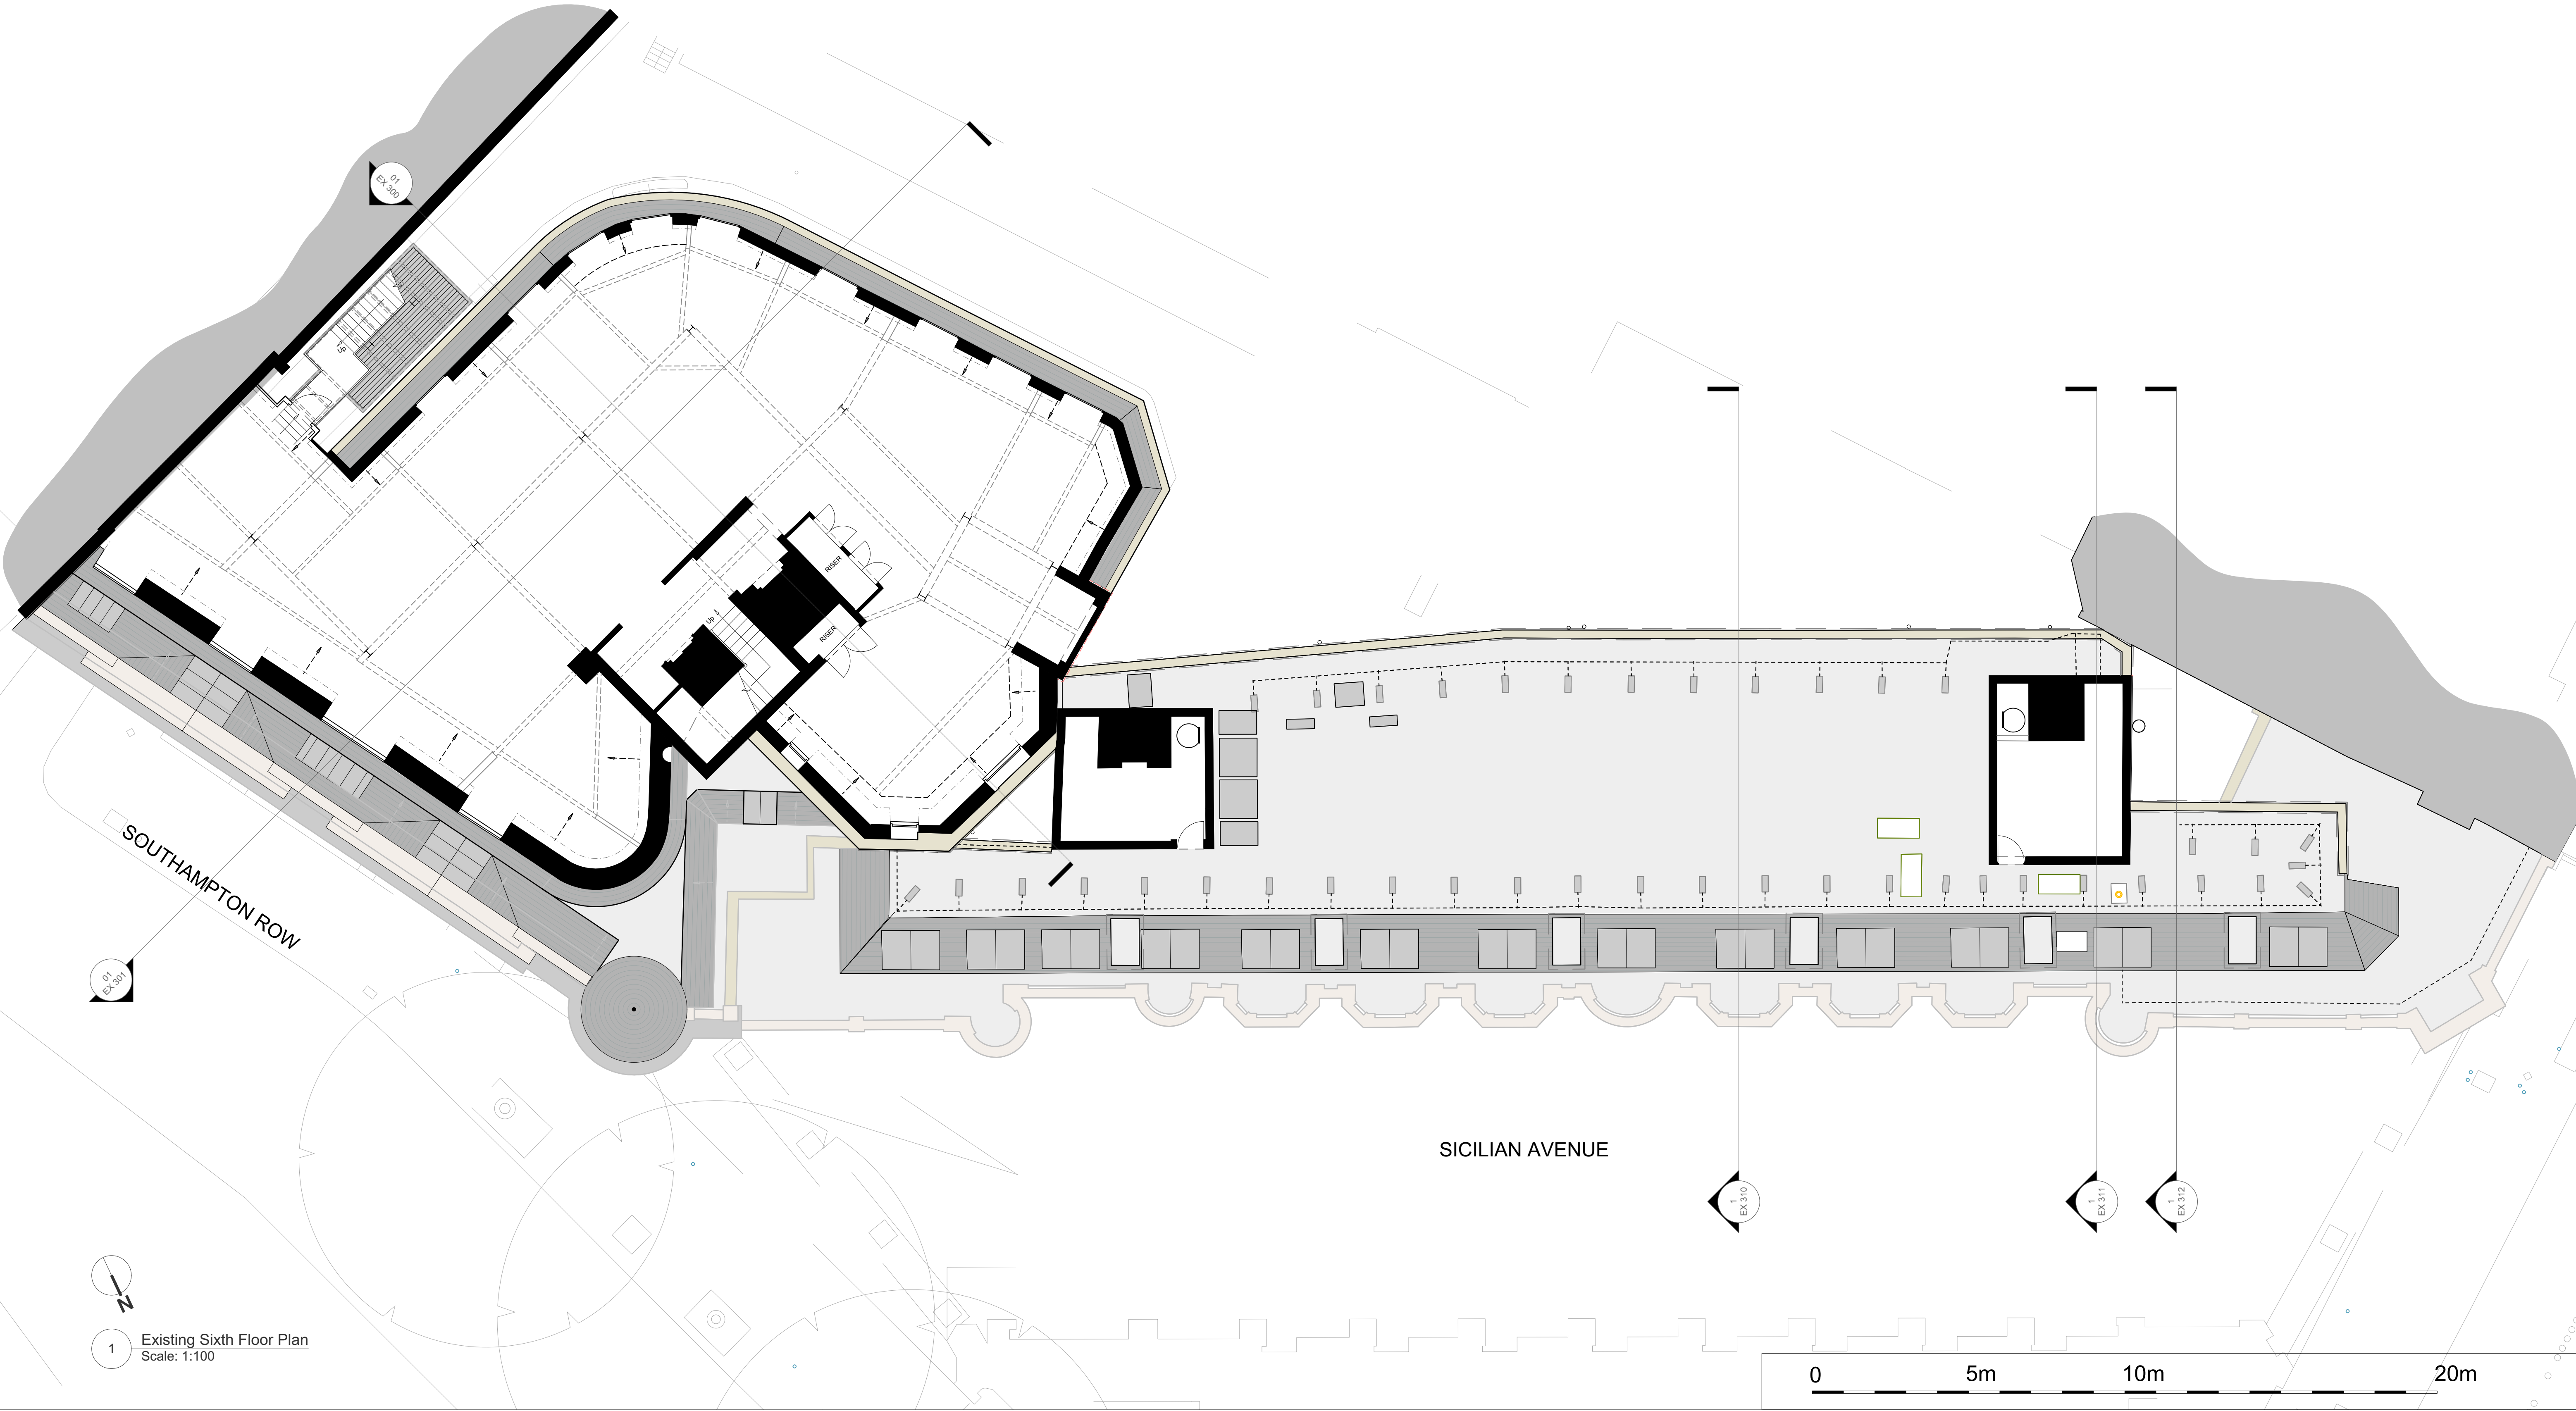 01
EX 300
UP
RISER
Up
RISER
SOUTHAMPTON ROW
01
EX 301
SICILIAN AVENUE
1
EX 310
1
EX 311
1
EX 312
N
1
Existing Sixth Floor Plan
Scale: 1:100
0 5m 10m 20m